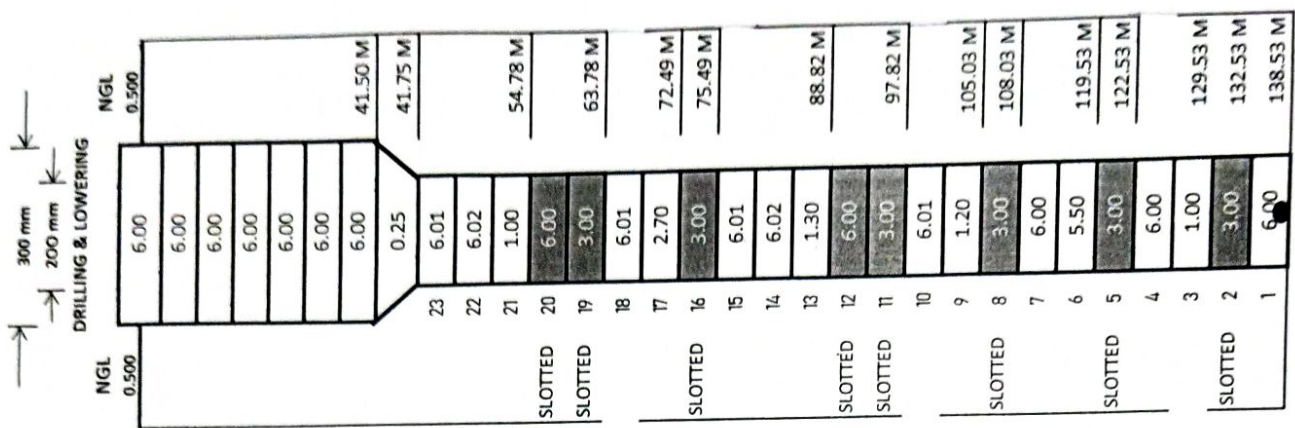 300 mm
200 mm
DRILLING & LOWERING
NGL
0.500
NGL
0.500
6.00
6.00
6.00
6.00
6.00
6.00
6.00 41.50 M
0.25 41.75 M
23 6.01
22 6.02
21 1.00 54.78 M
SLOTTED 20 6.00
SLOTTED 19 3.00 63.78 M
18 6.01
17 2.70 72.49 M
SLOTTED 16 3.00 75.49 M
15 6.01
14 6.02
13 1.30 88.82 M
SLOTTED 12 6.00
SLOTTED 11 3.00 97.82 M
10 6.01
9 1.20 105.03 M
SLOTTED 8 3.00 108.03 M
7 6.00
6 5.50 119.53 M
SLOTTED 5 3.00 122.53 M
4 6.00
3 1.00 129.53 M
SLOTTED 2 3.00 132.53 M
1 6.00 138.53 M